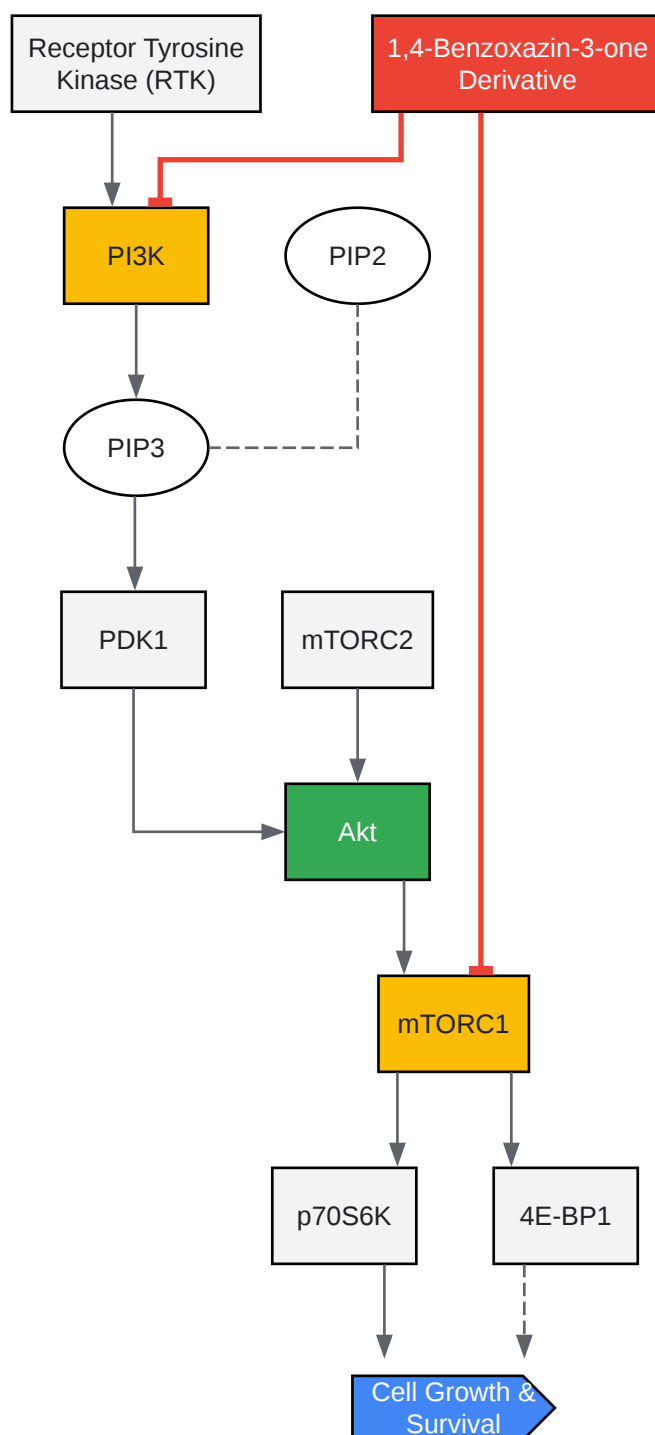 Receptor Tyrosine
Kinase (RTK)
1,4-Benzoxazin-3-one
Derivative
PI3K
PIP2
PIP3
PDK1
mTORC2
Akt
mTORC1
p70S6K
4E-BP1
Cell Growth &
Survival